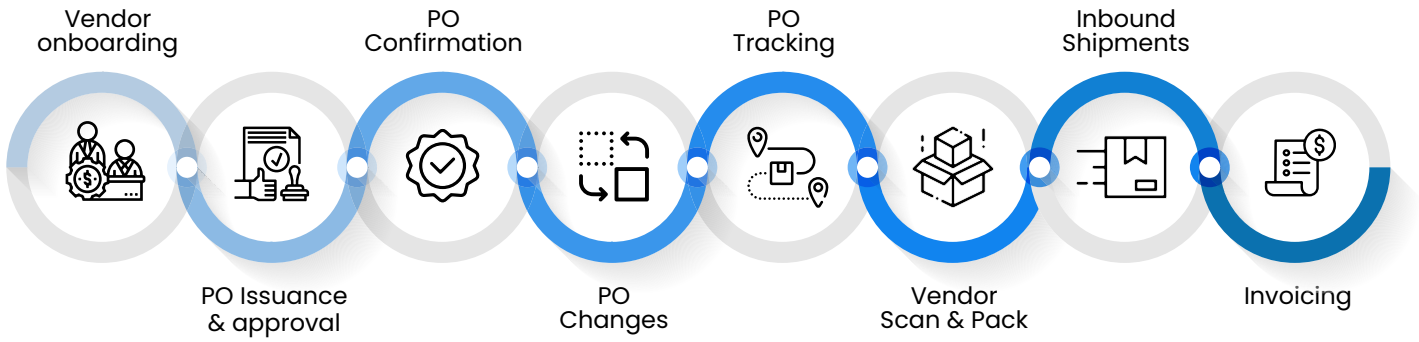 Vendor
onboarding
PO Issuance
& approval
PO
Confirmation
PO
Changes
PO
Tracking
Vendor
Scan & Pack
Inbound
Shipments
Invoicing
$
$